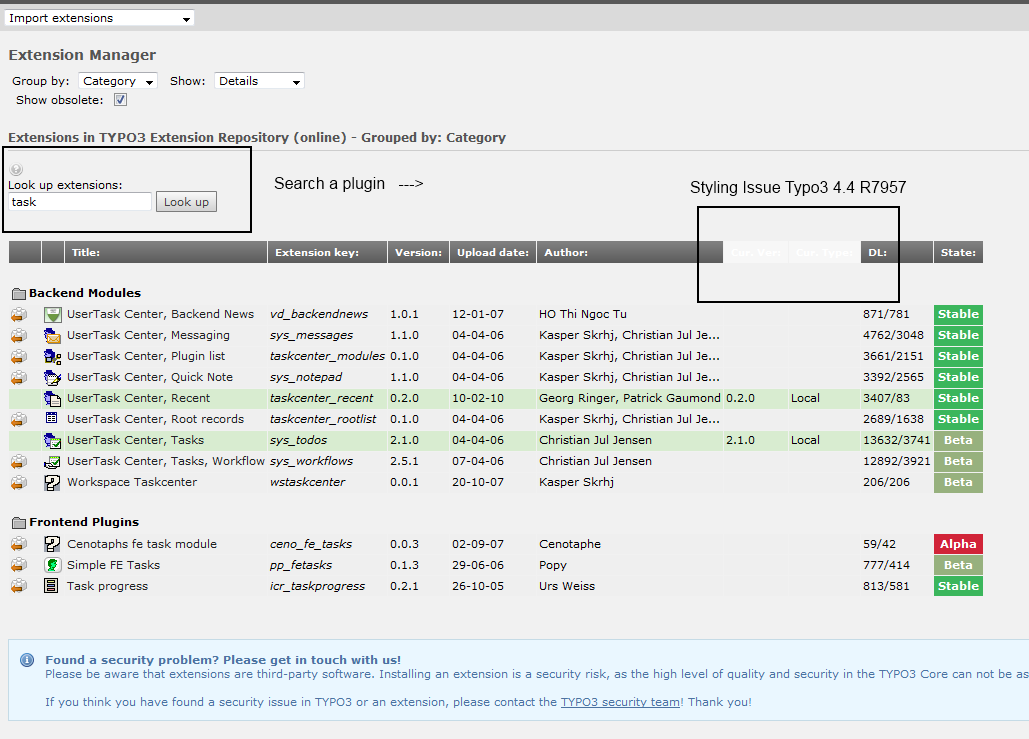 Import extensions
Extension Manager
Group by: Category Show: Details
Show obsolete:
Extensions in TYPO3 Extension Repository (online) - Grouped by: Category
Look up extensions:
task Look up
Search a plugin --->
Styling Issue Typo3 4.4 R7957
Title: Extension key: Version: Upload date: Author: Cur. Ver: Cur. Type: DL: State:
Backend Modules
UserTask Center, Backend News vd_backendnews 1.0.1 12-01-07 HO Thi Ngoc Tu 871/781 Stable
UserTask Center, Messaging sys_messages 1.1.0 04-04-06 Kasper Skrhj, Christian Jul Je... 4762/3048 Stable
UserTask Center, Plugin list taskcenter_modules 0.1.0 04-04-06 Kasper Skrhj, Christian Jul Je... 3661/2151 Stable
UserTask Center, Quick Note sys_notepad 1.1.0 04-04-06 Kasper Skrhj, Christian Jul Je... 3392/2565 Stable
UserTask Center, Recent taskcenter_recent 0.2.0 10-02-10 Georg Ringer, Patrick Gaumond 0.2.0 Local 3407/83 Stable
UserTask Center, Root records taskcenter_rootlist 0.1.0 04-04-06 Kasper Skrhj, Christian Jul Je... 2689/1638 Stable
UserTask Center, Tasks sys_todos 2.1.0 04-04-06 Christian Jul Jensen 2.1.0 Local 13632/3741 Beta
UserTask Center, Tasks, Workflow sys_workflows 2.5.1 07-04-06 Christian Jul Jensen 12892/3921 Beta
Workspace Taskcenter wstaskcenter 0.0.1 20-10-07 Kasper Skrhj 206/206 Beta
Frontend Plugins
Cenotaphs fe task module ceno_fe_tasks 0.0.3 02-09-07 Cenotaphe 59/42 Alpha
Simple FE Tasks pp_fetasks 0.1.3 29-06-06 Popy 777/414 Beta
Task progress icr_taskprogress 0.2.1 26-10-05 Urs Weiss 813/581 Stable
Found a security problem? Please get in touch with us!
Please be aware that extensions are third-party software. Installing an extension is a security risk, as the high level of quality and security in the TYPO3 Core can not be as
If you think you have found a security issue in TYPO3 or an extension, please contact the TYPO3 security team! Thank you!